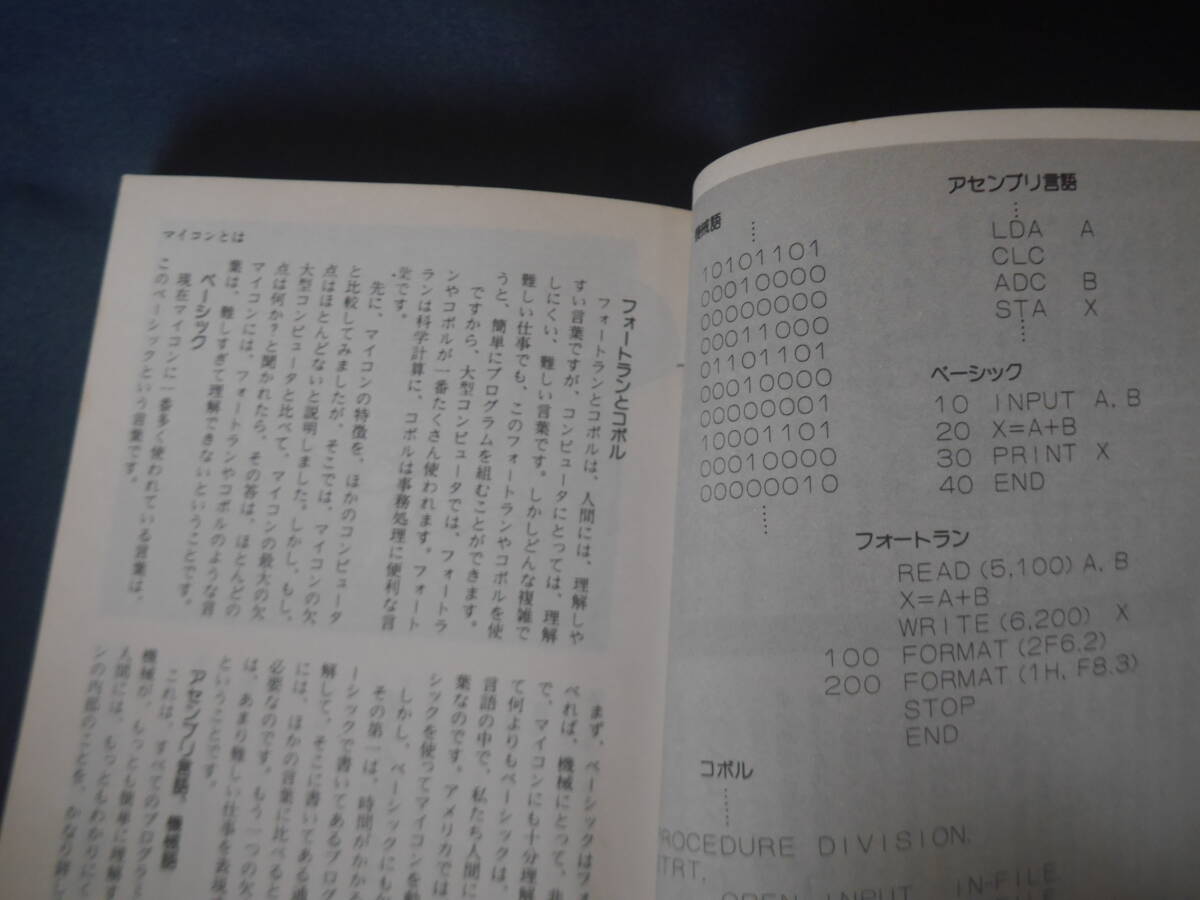 マイコンとは
フォートランとコボル
フォートランとコボルは、人間には、理解しや
すい言葉ですが、コンピュータにとっては、理解
しにくい、難しい言葉です。しかしどんな複雑で
難しい仕事でも、このフォートランやコボルを使
うと、簡単にプログラムを組むことができます。
ですから、大型コンピュータでは、フォートラ
ンやコボルが一番たくさん使われます。フォート
ランは科学計算に、コボルは事務処理に便利な言
葉です。
先に、マイコンの特徴を、ほかのコンピュータ
と比較してみましたが、そこでは、マイコンの欠
点はほとんどないと説明しました。しかし、もし、
大型コンピュータと比べて、マイコンの最大の欠
点は何か?と聞かれたら、その答は、ほとんどの
マイコンには、フォートランやコボルのような言
葉は、難しすぎて理解できないということです。
ベーシック
現在マイコンに一番多く使われている言葉は、
このベーシックという言葉です。
まず、ベーシックはフォ
べれば、機械にとって、非
で、マイコンにも十分理解
て何よりもベーシックは、
言語の中で、私たち人間に
葉なのです。アメリカでは
シックを使ってマイコンを動
しかし、ベーシックにも
その第一は、時間がかか
ーシックで書いてあるプログ
解して、そこに書いてある通
には、ほかの言葉に比べると
必要なのです。もう一つの欠
は、あまり難しい仕事を表現
ということです。
アセンブリ言語、機械語
これは、すべてのプログラ
機械が、もっとも簡単に理解す
人間には、もっともわかりにく
ンの内部のことを、かなり詳し
機械語
10101101
00010000
00000000
00011000
01101101
00010000
00000001
10001101
00010000
00000010
アセンブリ言語
LDA A
CLC
ADC B
STA X
ベーシック
10 INPUT A, B
20 X=A+B
30 PRINT X
40 END
フォートラン
READ (5,100) A, B
X=A+B
WRITE (6,200) X
100 FORMAT (2F6.2)
200 FORMAT (1H, F8.3)
STOP
END
コボル
ROCEDURE DIVISION.
TRT.
OPEN INPUT IN-FILE